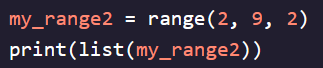 my_range2 = range(2, 9, 2)
print(list(my_range2))